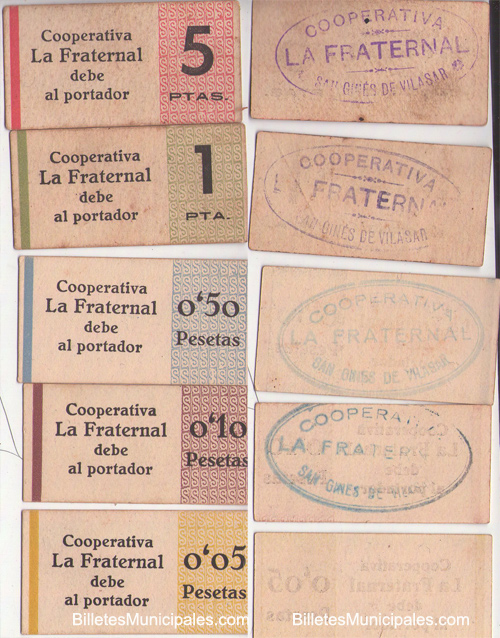 Cooperativa
La Fraternal
debe
al portador
5
PTAS.
COOPERATIVA
LA FRATERNAL
SAN GINÉS DE VILASAR
Cooperativa
La Fraternal
debe
al portador
1
PTA.
COOPERATIVA
LA FRATERN
SAN GINÉS DE VILASAR
Cooperativa
La Fraternal
debe
al portador
0'50
Pesetas
COOPERATIVA
LA FRATERNAL
SAN GINÉS DE VILASAR
Cooperativa
La Fraternal
debe
al portador
0'10
Pesetas
COOPERATIVA
LA FRATER
SAN GINÉS DE
Cooperativa
La Fraternal
debe
al portador
0'05
Pesetas
BilletesMunicipales.com
BilletesMunicipales.com